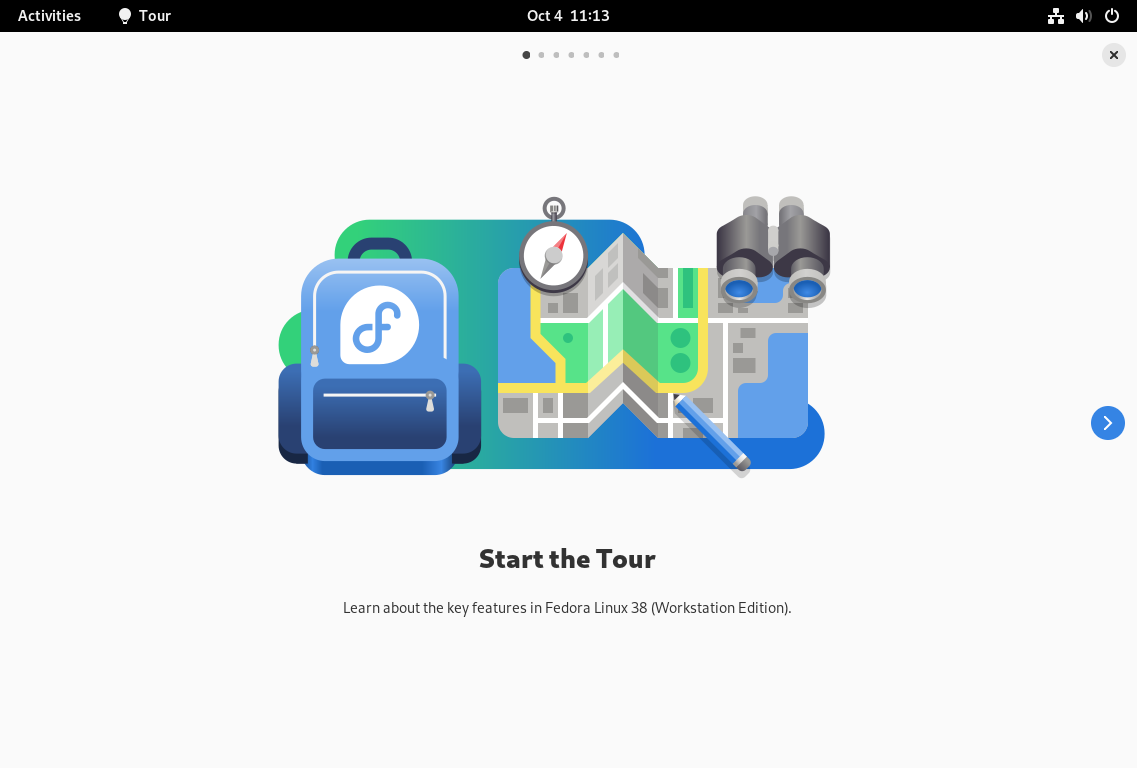 Activities Tour Oct 4 11:13
Start the Tour
Learn about the key features in Fedora Linux 38 (Workstation Edition).